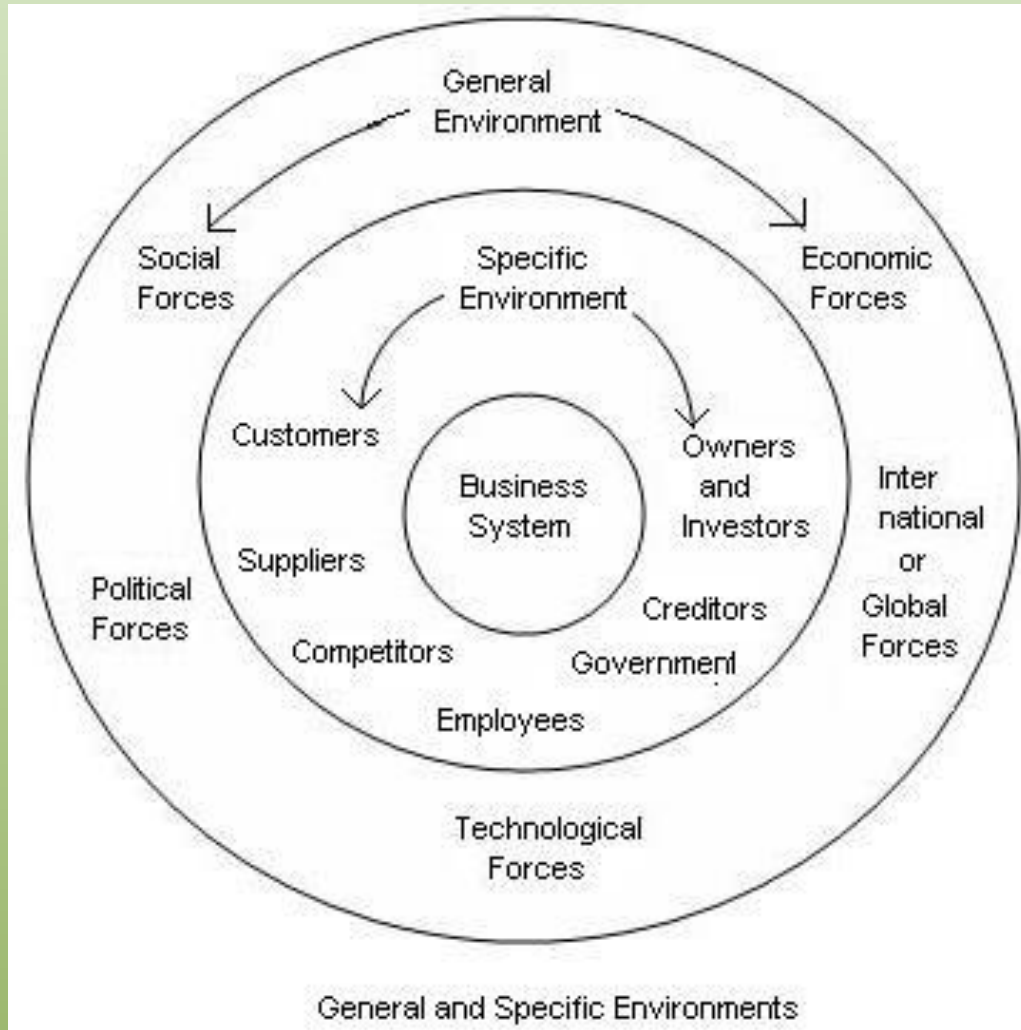 General
Environment
Social
Forces
Economic
Forces
Specific
Environment
Customers
Owners
and
Investors
Business
System
Inter
national
or
Global
Forces
Suppliers
Political
Forces
Creditors
Competitors
Government
Employees
Technological
Forces
General and Specific Environments